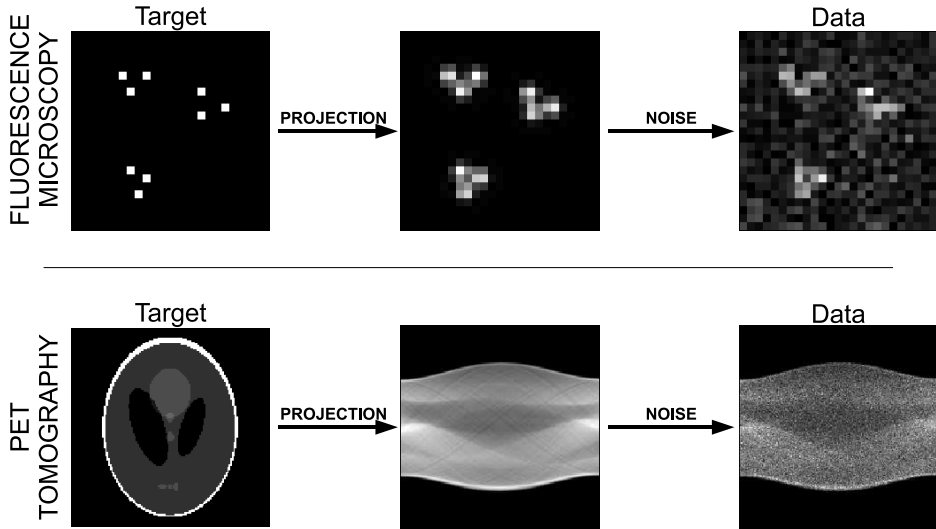 Target
Data
FLUORESCENCE
MICROSCOPY
PROJECTION
NOISE
Target
Data
PET
TOMOGRAPHY
PROJECTION
NOISE